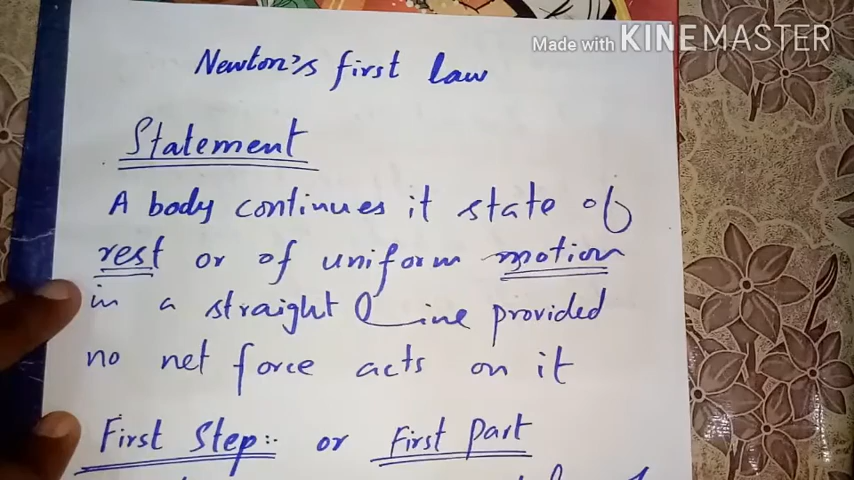 Made with KINEMASTER
Newton's first law
Statement
A body continues it state of
rest or of uniform motion
in a straight line provided
no net force acts on it
First Step:- or First Part